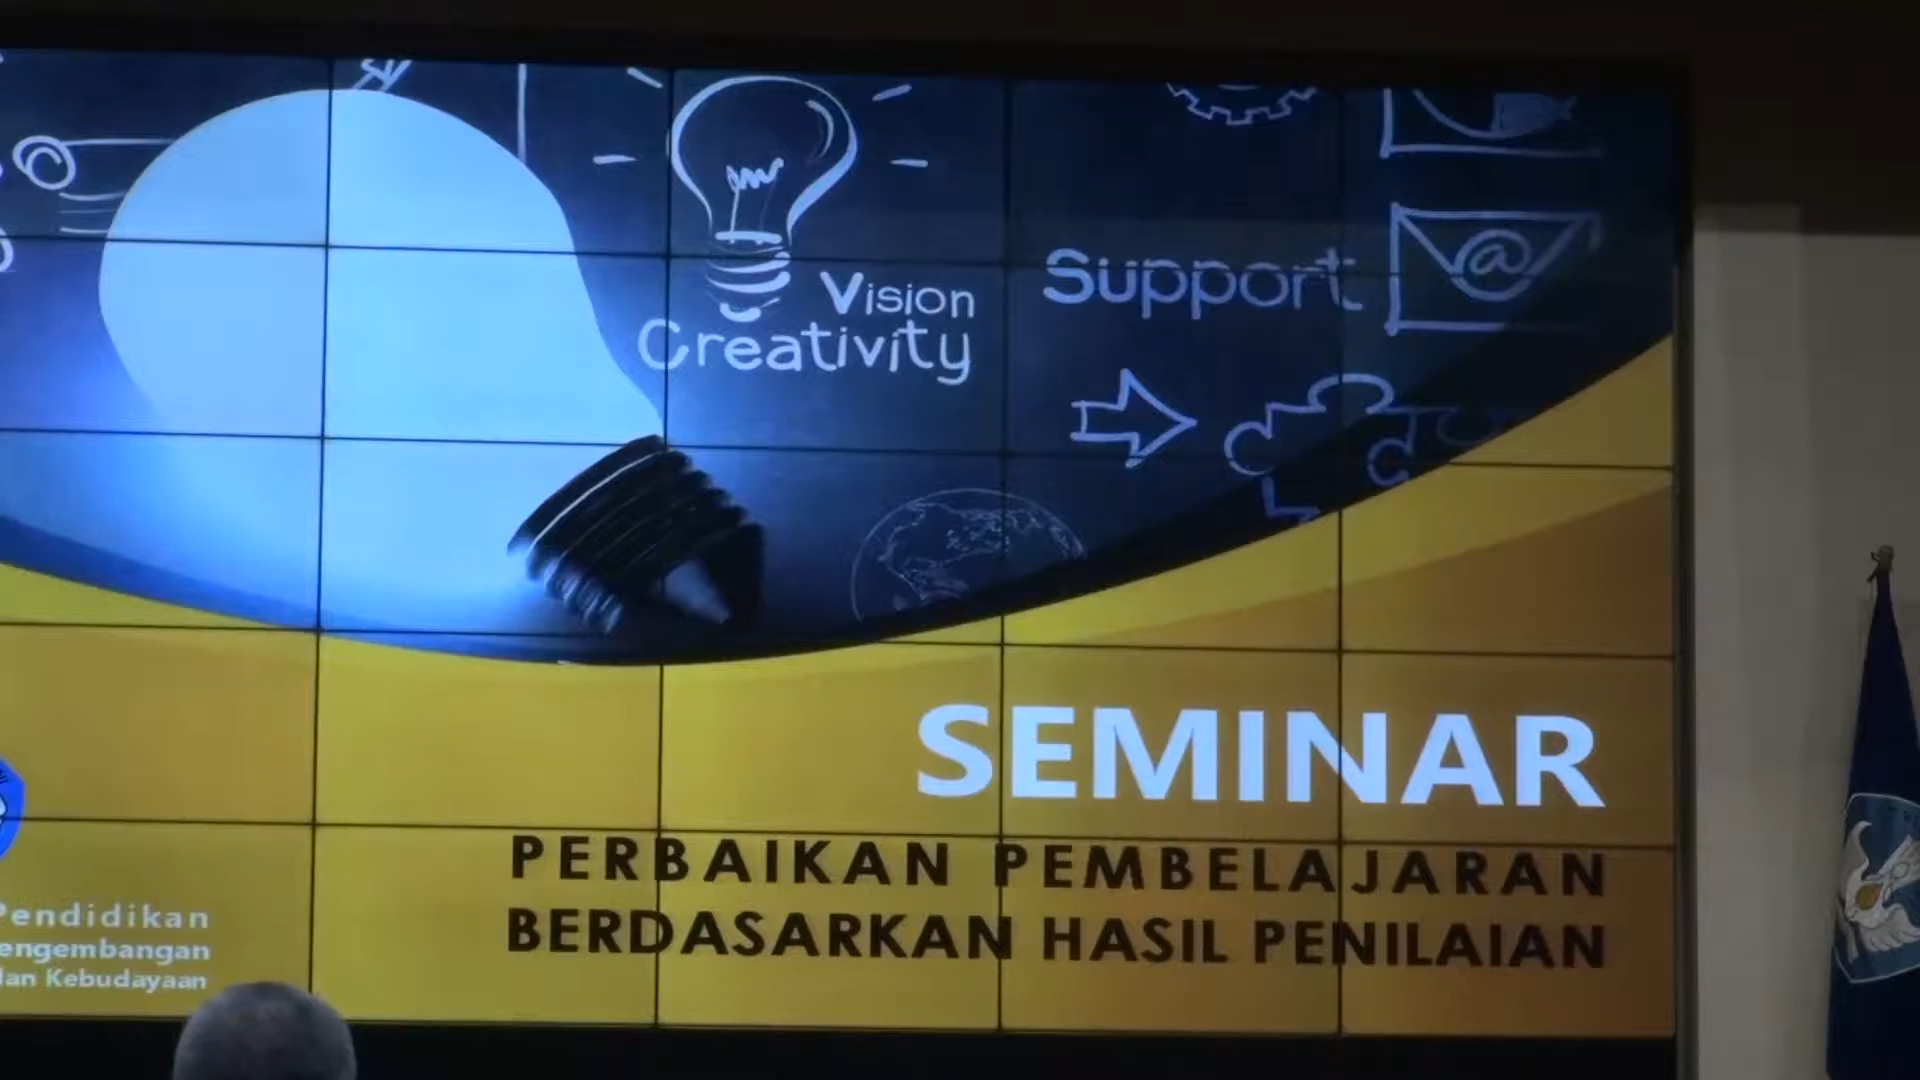 Vision
Creativity
Support
@
SEMINAR
PERBAIKAN PEMBELAJARAN
BERDASARKAN HASIL PENILAIAN
Pendidikan
engembangan
dan Kebudayaan